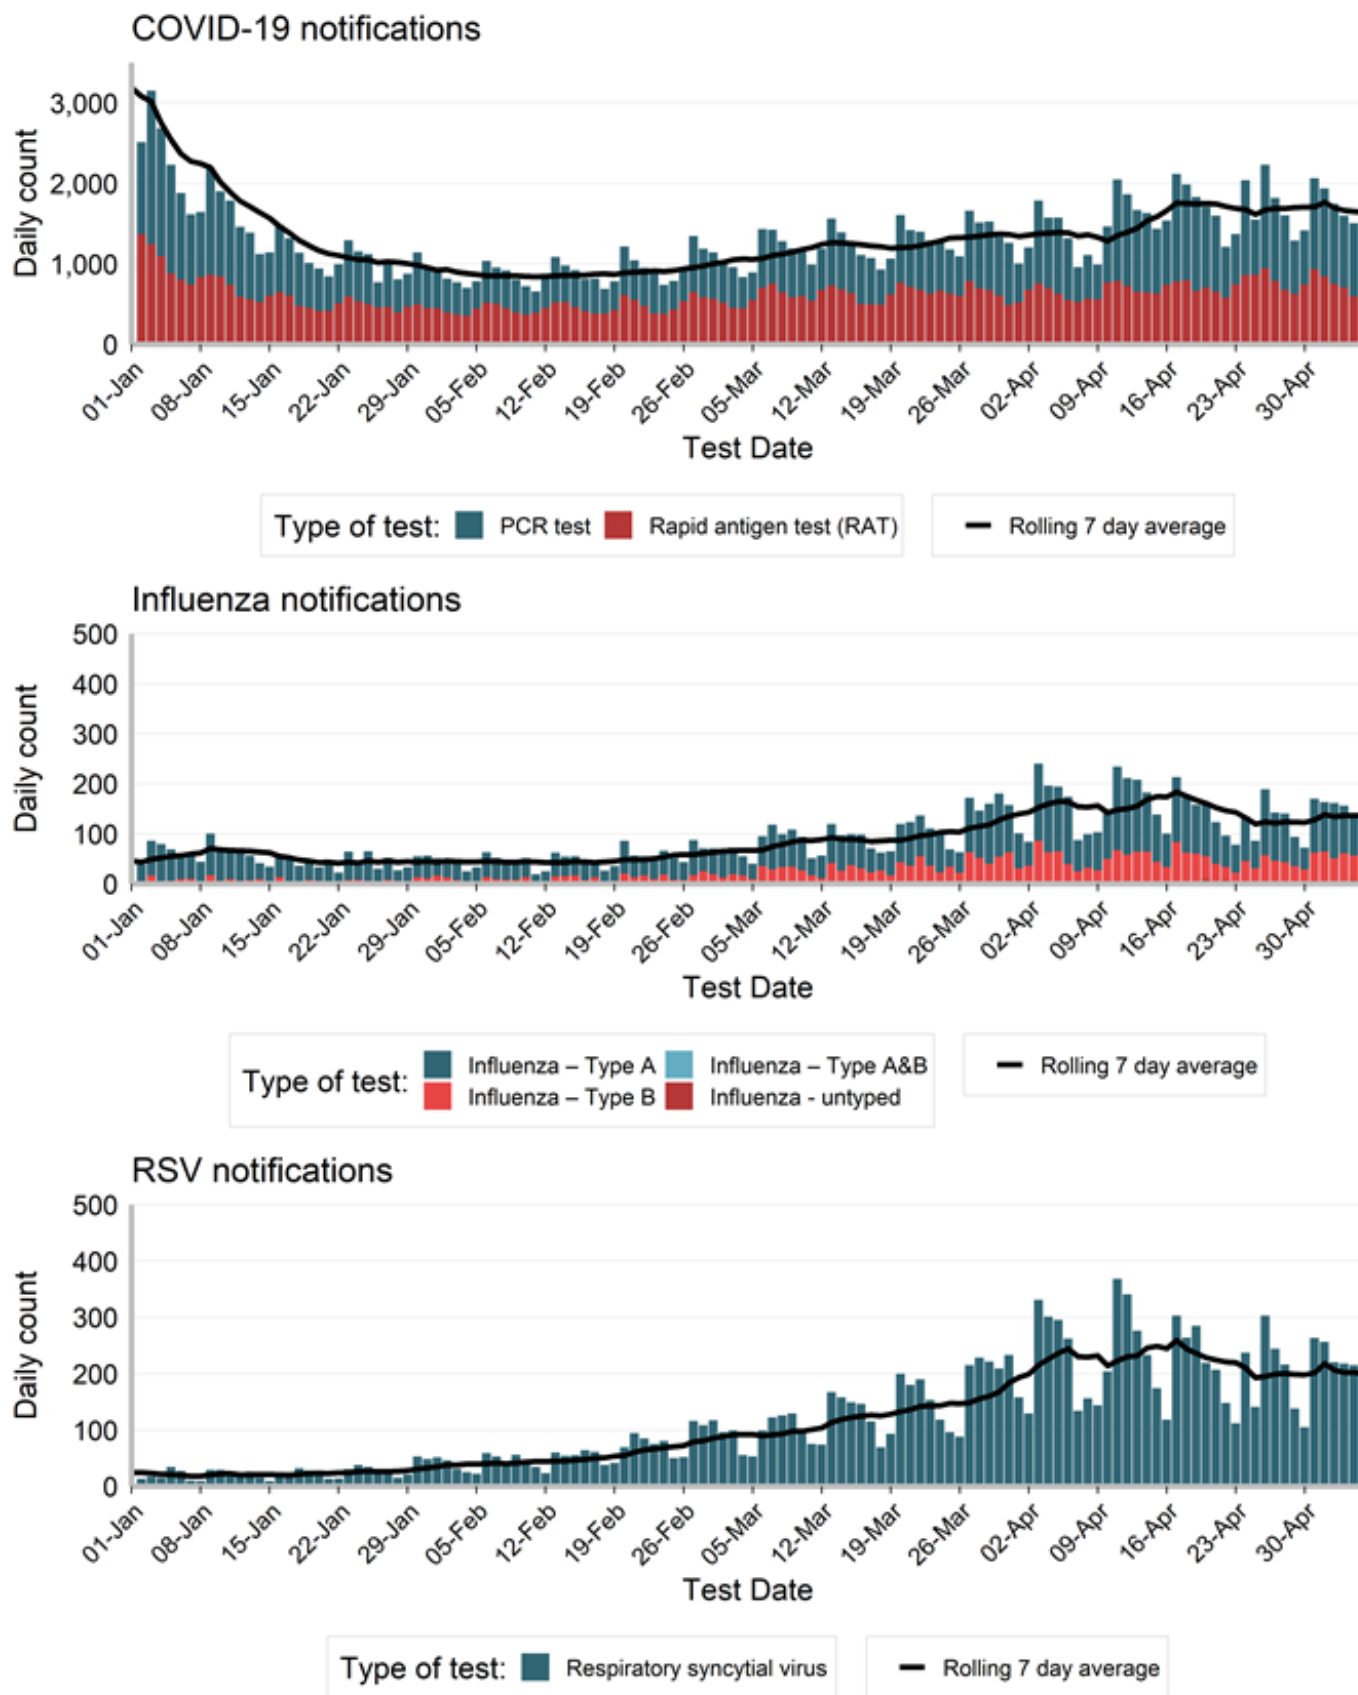 COVID-19 notifications
Daily count
3,000
2,000
1,000
0
01-Jan 08-Jan 15-Jan 22-Jan 29-Jan 05-Feb 12-Feb 19-Feb 26-Feb 05-Mar 12-Mar 19-Mar 26-Mar 02-Apr 09-Apr 16-Apr 23-Apr 30-Apr
Test Date
Type of test: PCR test Rapid antigen test (RAT) Rolling 7 day average
Influenza notifications
Daily count
500
400
300
200
100
0
01-Jan 08-Jan 15-Jan 22-Jan 29-Jan 05-Feb 12-Feb 19-Feb 26-Feb 05-Mar 12-Mar 19-Mar 26-Mar 02-Apr 09-Apr 16-Apr 23-Apr 30-Apr
Test Date
Type of test: Influenza – Type A Influenza – Type A&B Rolling 7 day average
Influenza – Type B Influenza - untyped
RSV notifications
Daily count
500
400
300
200
100
0
01-Jan 08-Jan 15-Jan 22-Jan 29-Jan 05-Feb 12-Feb 19-Feb 26-Feb 05-Mar 12-Mar 19-Mar 26-Mar 02-Apr 09-Apr 16-Apr 23-Apr 30-Apr
Test Date
Type of test: Respiratory syncytial virus Rolling 7 day average